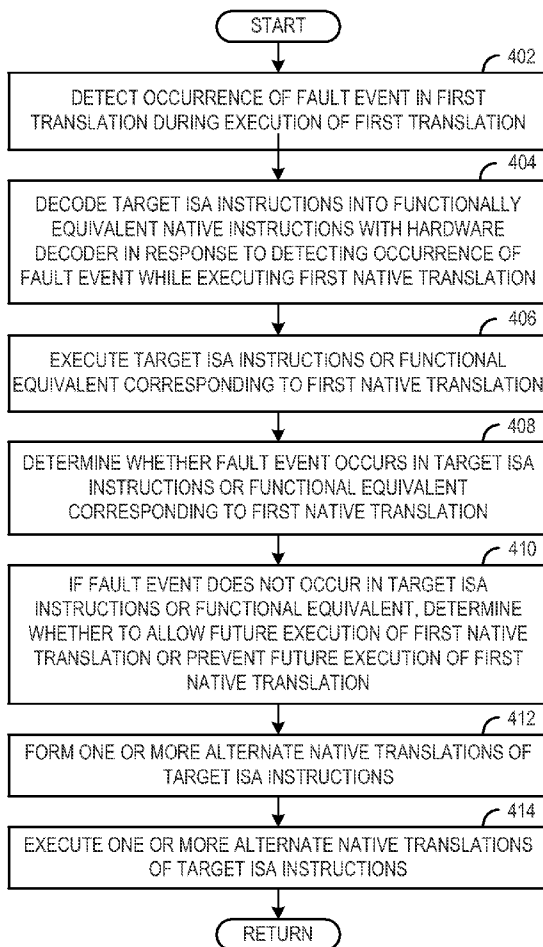 START
402
DETECT OCCURRENCE OF FAULT EVENT IN FIRST
TRANSLATION DURING EXECUTION OF FIRST TRANSLATION
404
DECODE TARGET ISA INSTRUCTIONS INTO FUNCTIONALLY
EQUIVALENT NATIVE INSTRUCTIONS WITH HARDWARE
DECODER IN RESPONSE TO DETECTING OCCURRENCE OF
FAULT EVENT WHILE EXECUTING FIRST NATIVE TRANSLATION
406
EXECUTE TARGET ISA INSTRUCTIONS OR FUNCTIONAL
EQUIVALENT CORRESPONDING TO FIRST NATIVE TRANSLATION
408
DETERMINE WHETHER FAULT EVENT OCCURS IN TARGET ISA
INSTRUCTIONS OR FUNCTIONAL EQUIVALENT
CORRESPONDING TO FIRST NATIVE TRANSLATION
410
IF FAULT EVENT DOES NOT OCCUR IN TARGET ISA
INSTRUCTIONS OR FUNCTIONAL EQUIVALENT, DETERMINE
WHETHER TO ALLOW FUTURE EXECUTION OF FIRST NATIVE
TRANSLATION OR PREVENT FUTURE EXECUTION OF FIRST
NATIVE TRANSLATION
412
FORM ONE OR MORE ALTERNATE NATIVE TRANSLATIONS OF
TARGET ISA INSTRUCTIONS
414
EXECUTE ONE OR MORE ALTERNATE NATIVE TRANSLATIONS
OF TARGET ISA INSTRUCTIONS
RETURN